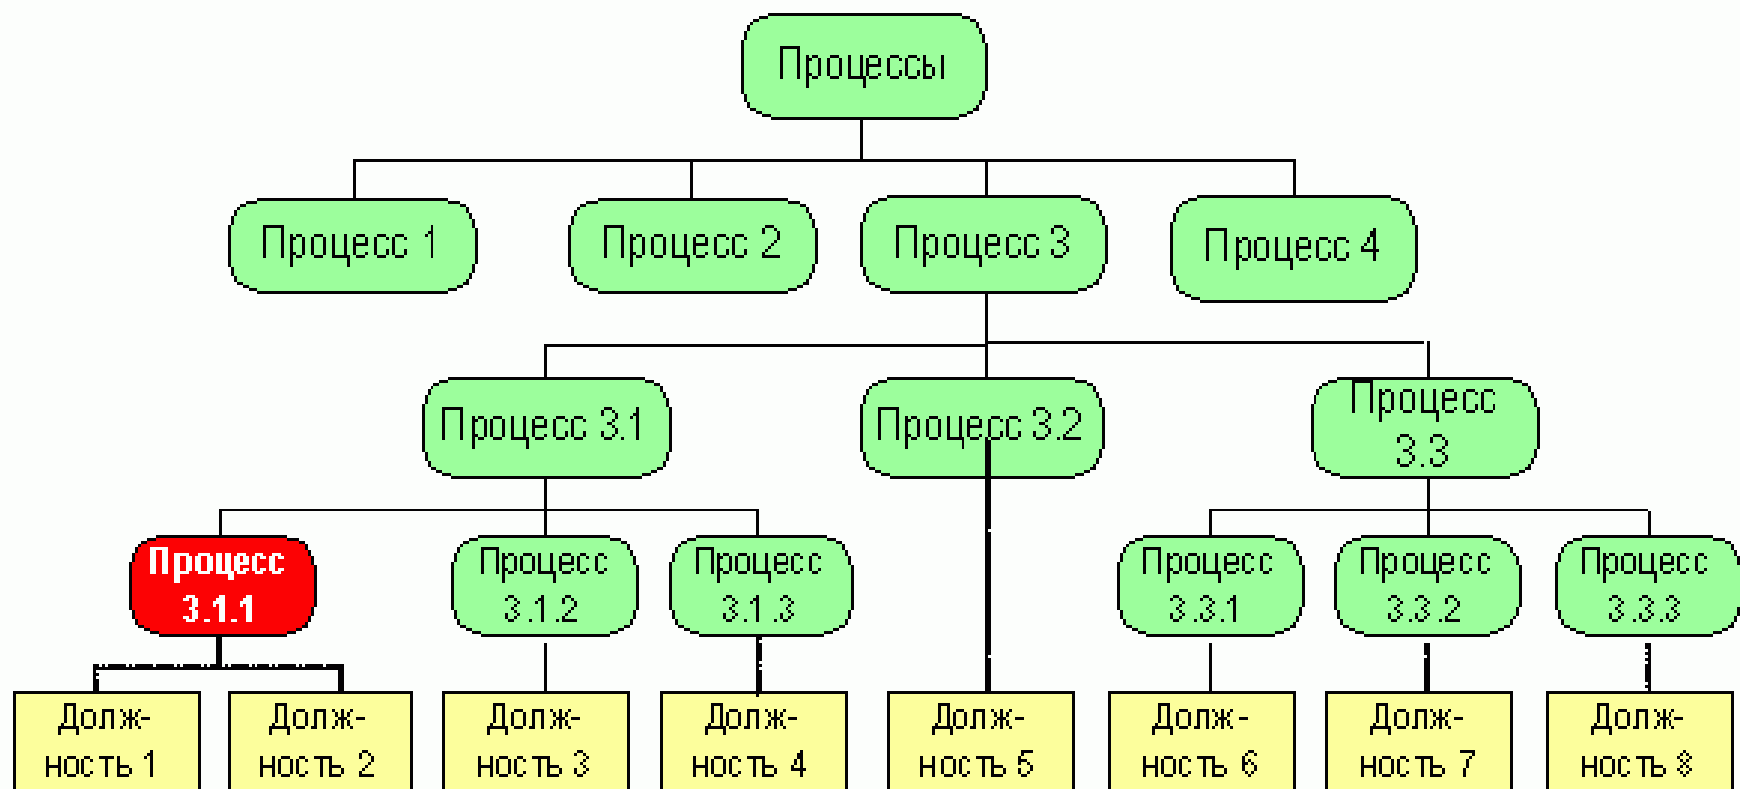 Процессы
Процесс 1
Процесс 2
Процесс 3
Процесс 4
Процесс 3.1
Процесс 3.2
Процесс
3.3
Процесс
3.1.1
Процесс
3.1.2
Процесс
3.1.3
Процесс
3.3.1
Процесс
3.3.2
Процесс
3.3.3
Долж-
ность 1
Долж-
ность 2
Долж-
ность 3
Долж-
ность 4
Долж-
ность 5
Долж-
ность 6
Долж-
ность 7
Долж-
ность 8